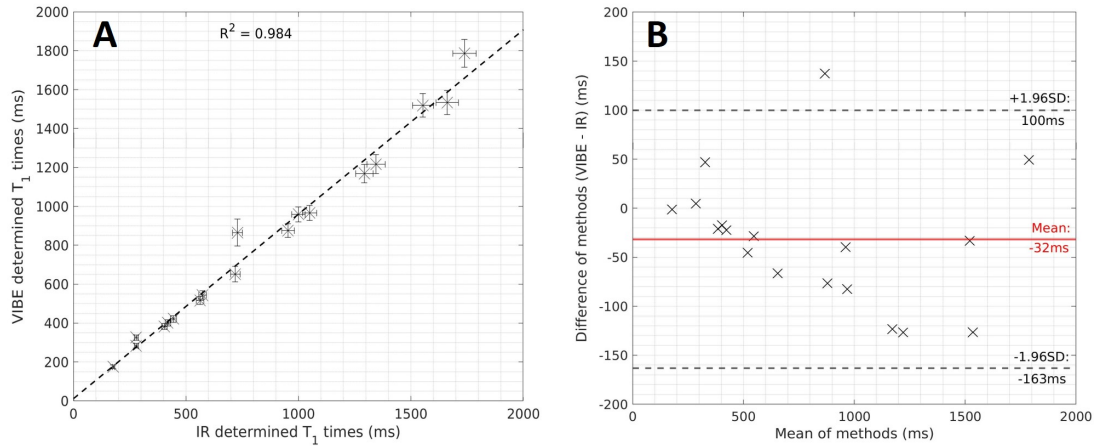 A
R² = 0.984
2000
1800
1600
1400
1200
1000
800
600
400
200
0
VIBE determined T₁ times (ms)
0 500 1000 1500 2000
IR determined T₁ times (ms)
B
200
150
100
50
0
-50
-100
-150
-200
Difference of methods (VIBE - IR) (ms)
+1.96SD:
100ms
Mean:
-32ms
-1.96SD:
-163ms
0 500 1000 1500 2000
Mean of methods (ms)